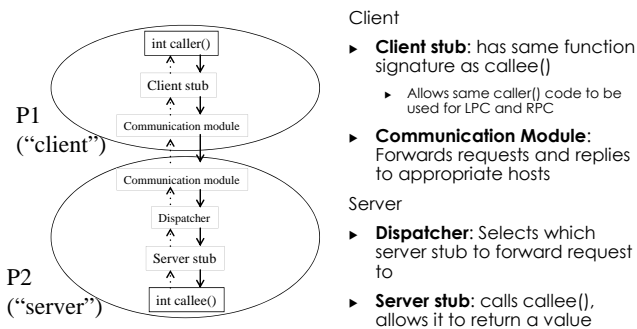 int caller()
Client stub
Communication module
P1
(“client”)
Communication module
Dispatcher
Server stub
int callee()
P2
(“server”)
Client
Client stub: has same function
signature as callee()
Allows same caller() code to be
used for LPC and RPC
Communication Module:
Forwards requests and replies
to appropriate hosts
Server
Dispatcher: Selects which
server stub to forward request
to
Server stub: calls callee(),
allows it to return a value